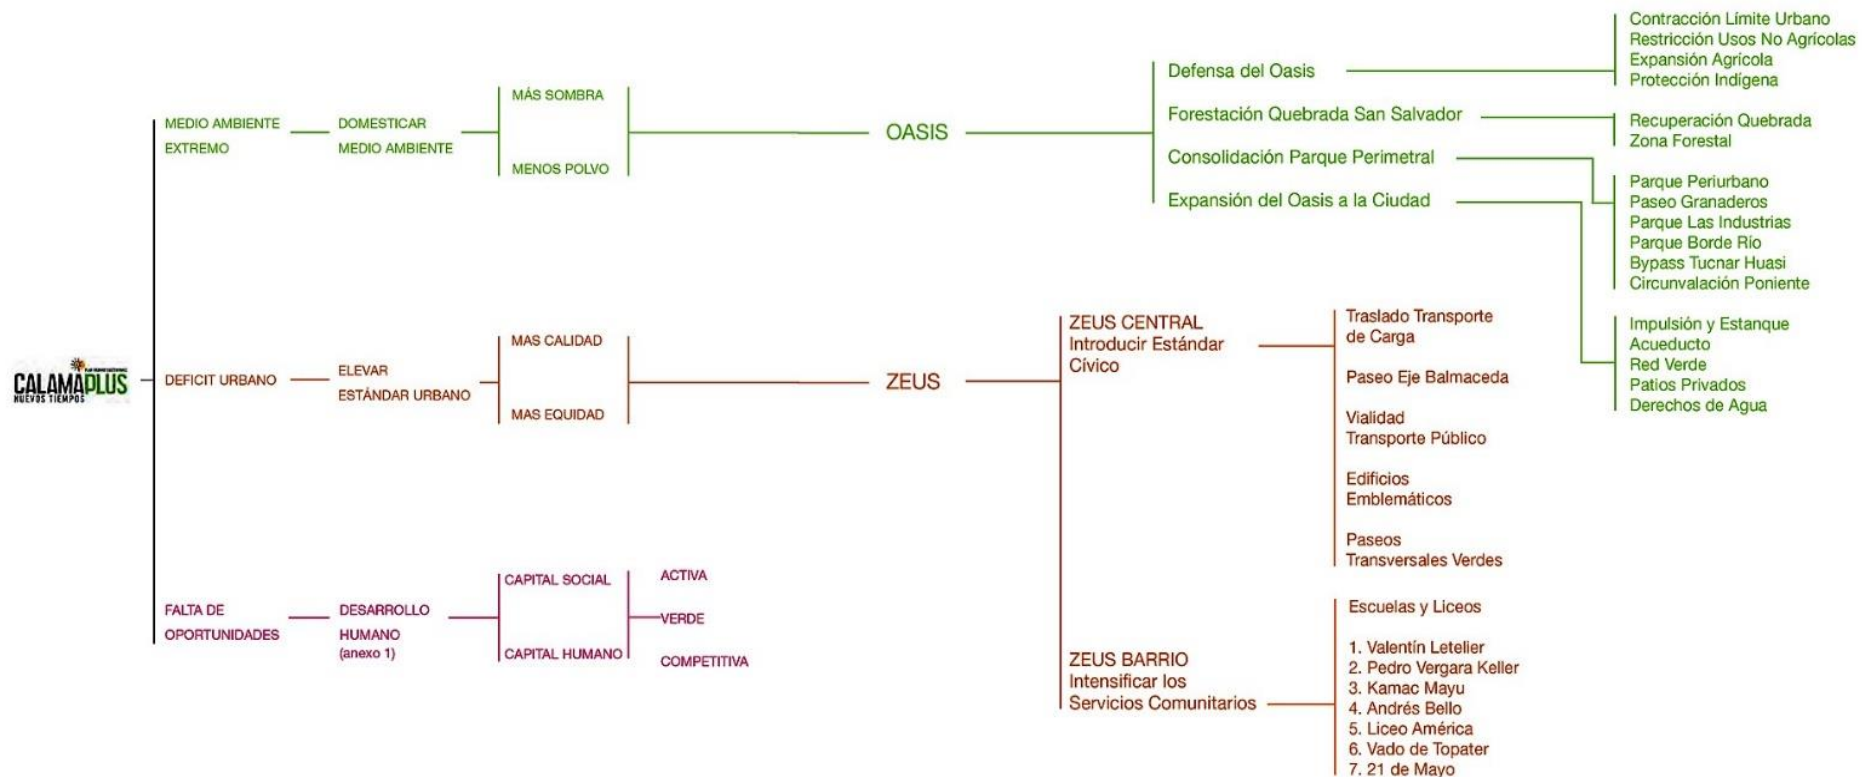 CALAMAPLUS
NUEVOS TIEMPOS
MEDIO AMBIENTE
EXTREMO
DOMESTICAR
MEDIO AMBIENTE
MÁS SOMBRA
MENOS POLVO
OASIS
Defensa del Oasis
Forestación Quebrada San Salvador
Consolidación Parque Perimetral
Expansión del Oasis a la Ciudad
Contracción Límite Urbano
Restricción Usos No Agrícolas
Expansión Agrícola
Protección Indígena
Recuperación Quebrada
Zona Forestal
Parque Periurbano
Paseo Granaderos
Parque Las Industrias
Parque Borde Río
Bypass Tucnar Huasi
Circunvalación Poniente
Impulsión y Estanque
Acueducto
Red Verde
Patios Privados
Derechos de Agua
DEFICIT URBANO
ELEVAR
ESTÁNDAR URBANO
MAS CALIDAD
MAS EQUIDAD
ZEUS
ZEUS CENTRAL
Introducir Estándar
Cívico
Traslado Transporte
de Carga
Paseo Eje Balmaceda
Vialidad
Transporte Público
Edificios
Emblemáticos
Paseos
Transversales Verdes
ZEUS BARRIO
Intensificar los
Servicios Comunitarios
Escuelas y Liceos
1. Valentín Letelier
2. Pedro Vergara Keller
3. Kamac Mayu
4. Andrés Bello
5. Liceo América
6. Vado de Topater
7. 21 de Mayo
FALTA DE
OPORTUNIDADES
DESARROLLO
HUMANO
(anexo 1)
CAPITAL SOCIAL
CAPITAL HUMANO
ACTIVA
VERDE
COMPETITIVA